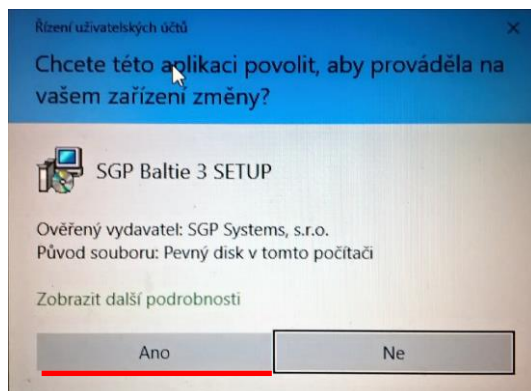 Řízení uživatelských účtů
Chcete této aplikaci povolit, aby prováděla na
vašem zařízení změny?
SGP Baltie 3 SETUP
Ověřený vydavatel: SGP Systems, s.r.o.
Původ souboru: Pevný disk v tomto počítači
Zobrazit další podrobnosti
Ano
Ne